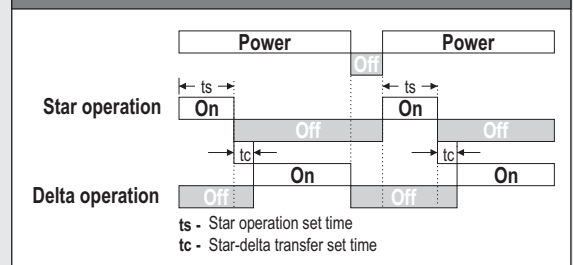 Power Power
Off
ts ts
Star operation On On
Off Off
tc tc
On On
Delta operation Off Off
ts - Star operation set time
tc - Star-delta transfer set time